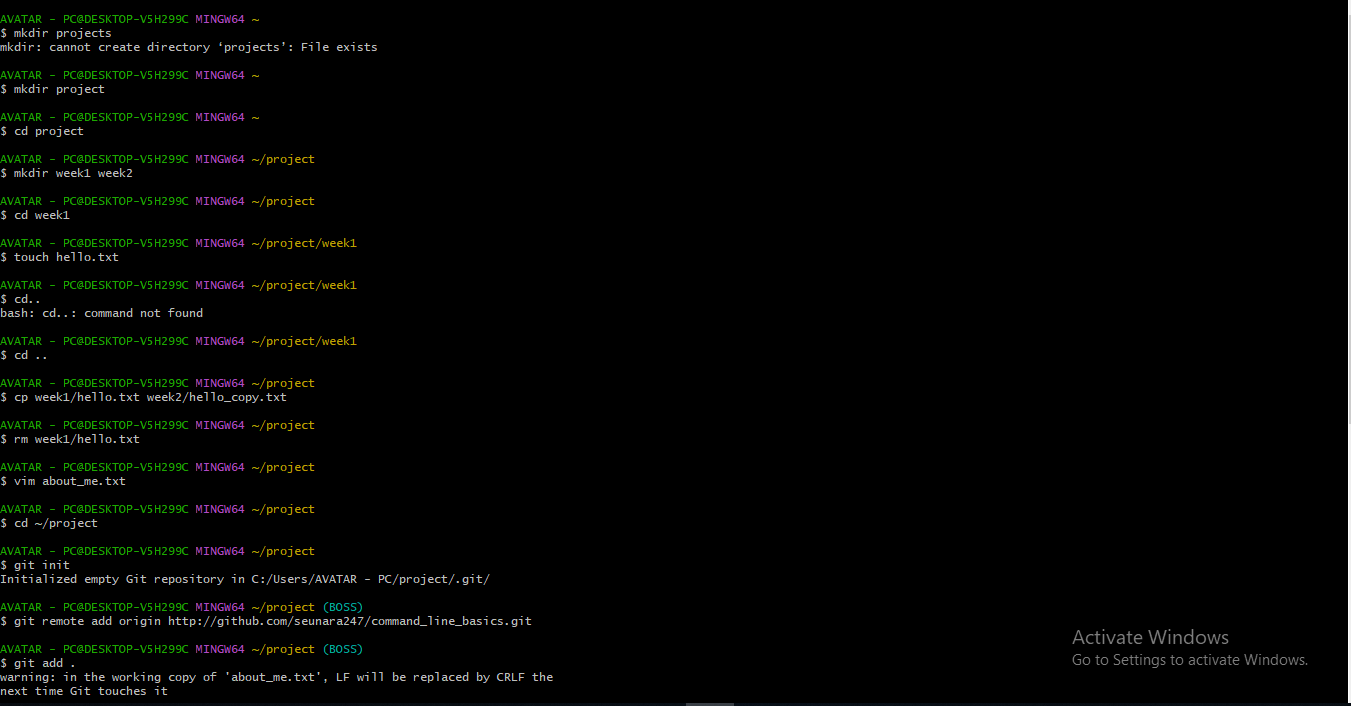 AVATAR - PC@DESKTOP-V5H299C MINGW64 ~
$ mkdir projects
mkdir: cannot create directory ‘projects’: File exists
AVATAR - PC@DESKTOP-V5H299C MINGW64 ~
$ mkdir project
AVATAR - PC@DESKTOP-V5H299C MINGW64 ~
$ cd project
AVATAR - PC@DESKTOP-V5H299C MINGW64 ~/project
$ mkdir week1 week2
AVATAR - PC@DESKTOP-V5H299C MINGW64 ~/project
$ cd week1
AVATAR - PC@DESKTOP-V5H299C MINGW64 ~/project/week1
$ touch hello.txt
AVATAR - PC@DESKTOP-V5H299C MINGW64 ~/project/week1
$ cd..
bash: cd..: command not found
AVATAR - PC@DESKTOP-V5H299C MINGW64 ~/project/week1
$ cd ..
AVATAR - PC@DESKTOP-V5H299C MINGW64 ~/project
$ cp week1/hello.txt week2/hello_copy.txt
AVATAR - PC@DESKTOP-V5H299C MINGW64 ~/project
$ rm week1/hello.txt
AVATAR - PC@DESKTOP-V5H299C MINGW64 ~/project
$ vim about_me.txt
AVATAR - PC@DESKTOP-V5H299C MINGW64 ~/project
$ cd ~/project
AVATAR - PC@DESKTOP-V5H299C MINGW64 ~/project
$ git init
Initialized empty Git repository in C:/Users/AVATAR - PC/project/.git/
AVATAR - PC@DESKTOP-V5H299C MINGW64 ~/project (BOSS)
$ git remote add origin http://github.com/seunara247/command_line_basics.git
AVATAR - PC@DESKTOP-V5H299C MINGW64 ~/project (BOSS)
$ git add .
warning: in the working copy of 'about_me.txt', LF will be replaced by CRLF the
next time Git touches it
Activate Windows
Go to Settings to activate Windows.